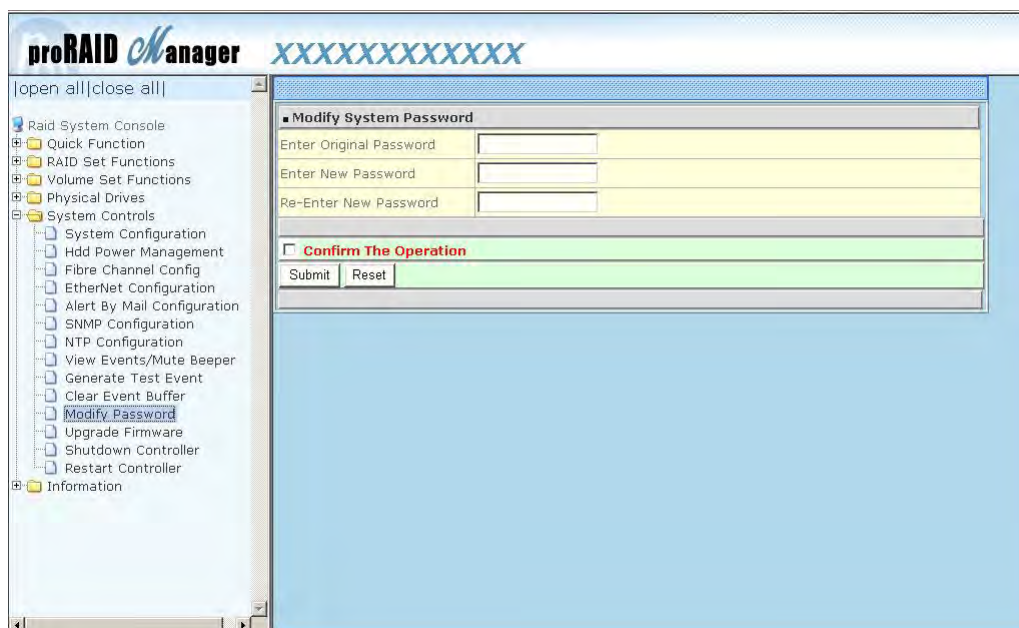 proRAID Manager XXXXXXXXXXXX
|open all|close all|
Raid System Console
Quick Function
RAID Set Functions
Volume Set Functions
Physical Drives
System Controls
System Configuration
Hdd Power Management
Fibre Channel Config
EtherNet Configuration
Alert By Mail Configuration
SNMP Configuration
NTP Configuration
View Events/Mute Beeper
Generate Test Event
Clear Event Buffer
Modify Password
Upgrade Firmware
Shutdown Controller
Restart Controller
Information
Modify System Password
Enter Original Password
Enter New Password
Re-Enter New Password
Confirm The Operation
Submit Reset